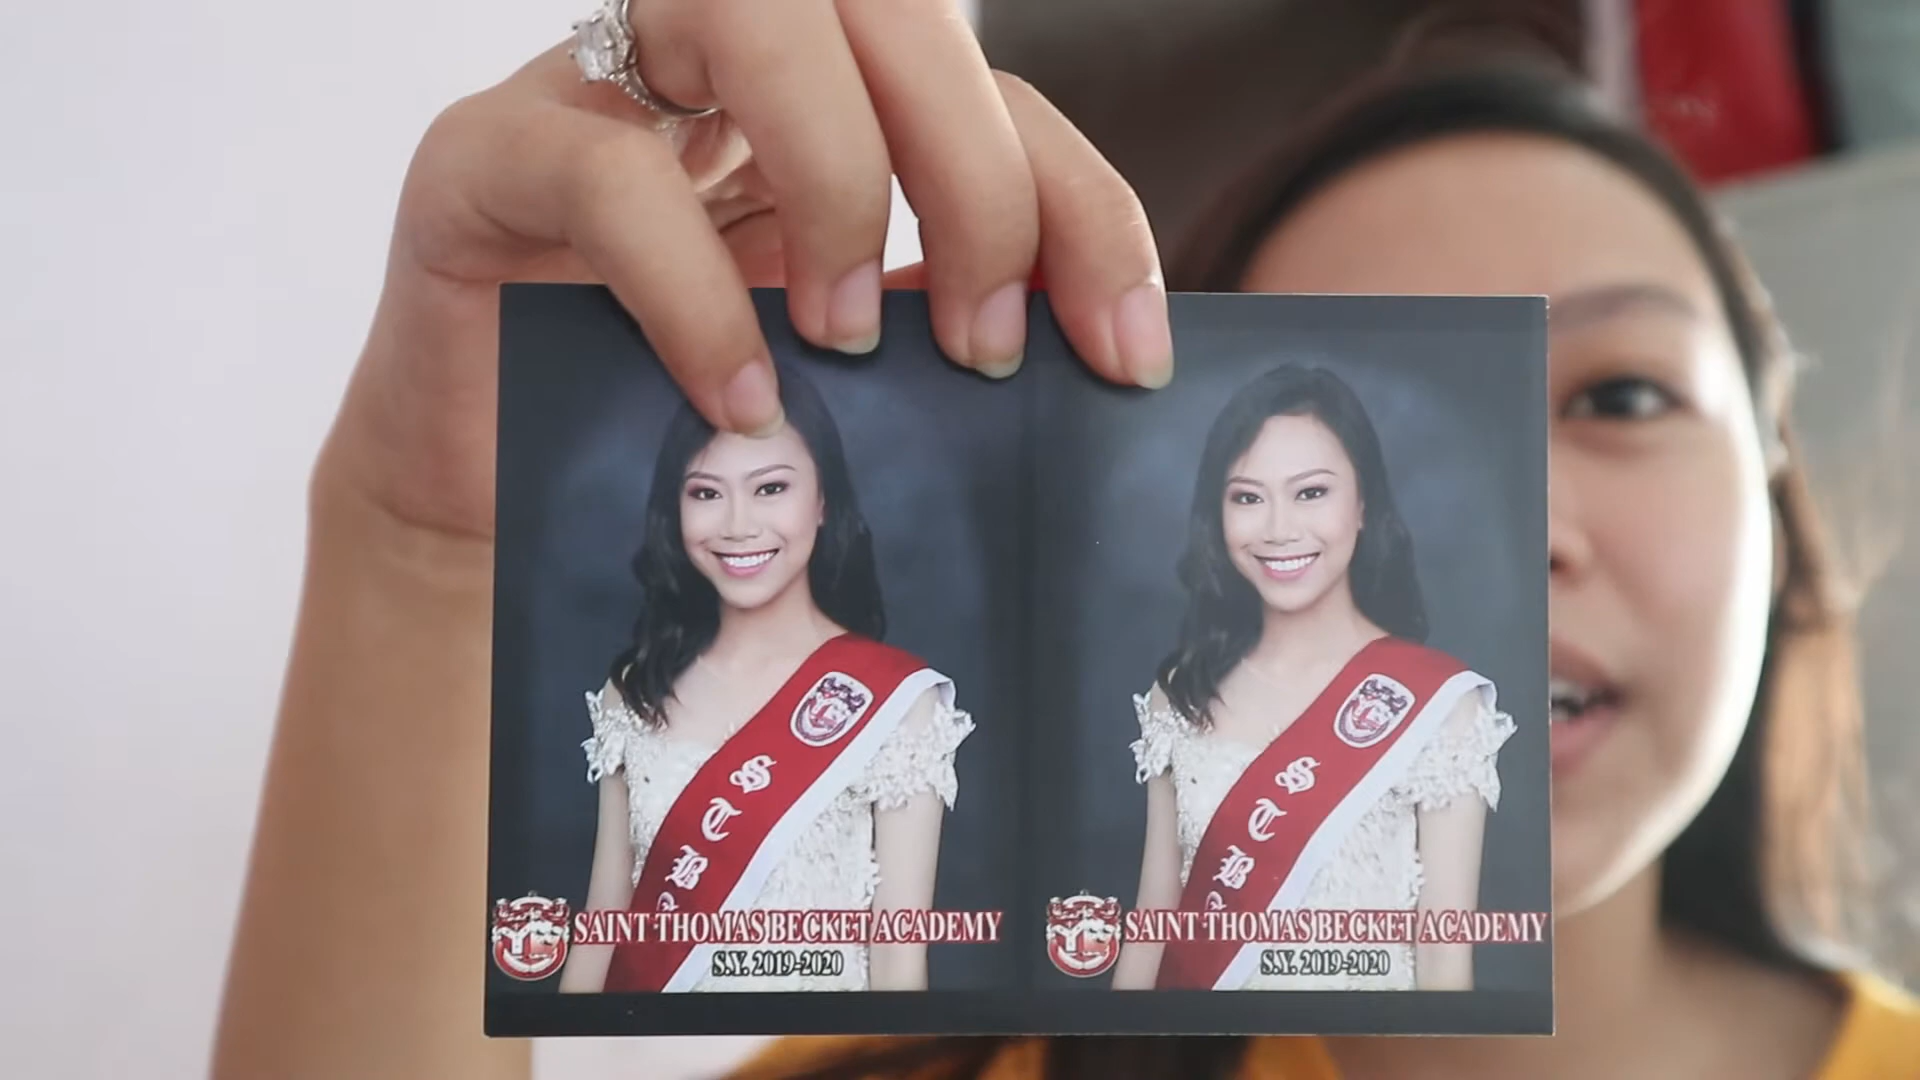 S
T
B
SAINT THOMAS BECKET ACADEMY
S.Y. 2019-2020
S
T
B
SAINT THOMAS BECKET ACADEMY
S.Y. 2019-2020